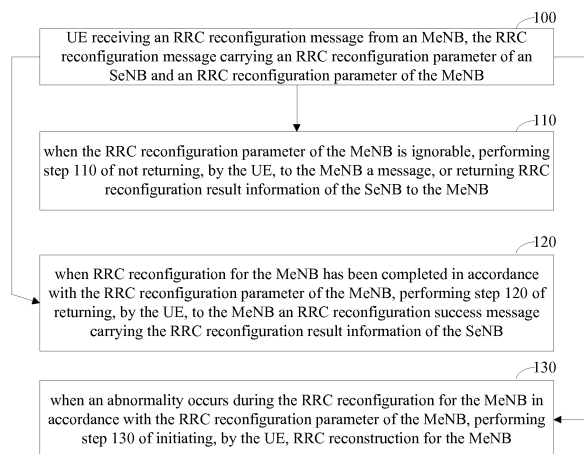 100
UE receiving an RRC reconfiguration message from an MeNB, the RRC
reconfiguration message carrying an RRC reconfiguration parameter of an
SeNB and an RRC reconfiguration parameter of the MeNB
110
when the RRC reconfiguration parameter of the MeNB is ignorable, performing
step 110 of not returning, by the UE, to the MeNB a message, or returning RRC
reconfiguration result information of the SeNB to the MeNB
120
when RRC reconfiguration for the MeNB has been completed in accordance
with the RRC reconfiguration parameter of the MeNB, performing step 120 of
returning, by the UE, to the MeNB an RRC reconfiguration success message
carrying the RRC reconfiguration result information of the SeNB
130
when an abnormality occurs during the RRC reconfiguration for the MeNB in
accordance with the RRC reconfiguration parameter of the MeNB, performing
step 130 of initiating, by the UE, RRC reconstruction for the MeNB